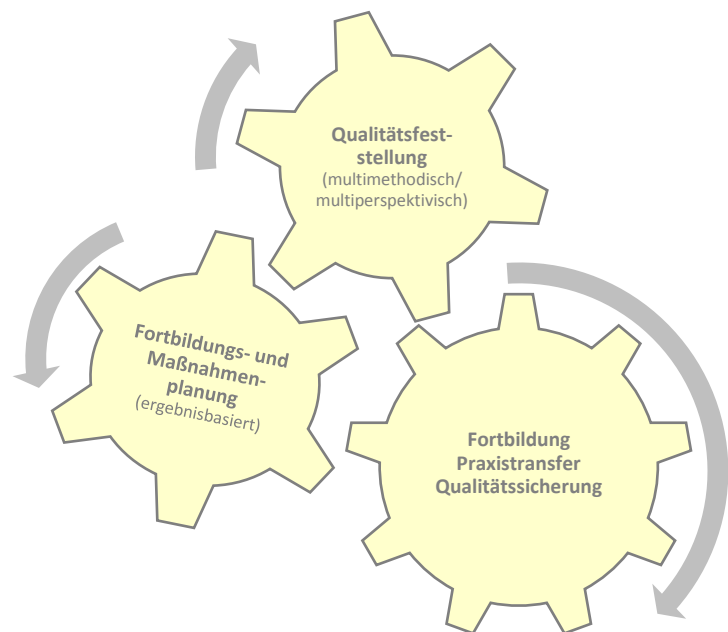 Qualitätsfest-
stellung
(multimethodisch/
multiperspektivisch)
Fortbildungs- und
Maßnahmen-
planung
(ergebnisbasiert)
Fortbildung
Praxistransfer
Qualitätssicherung